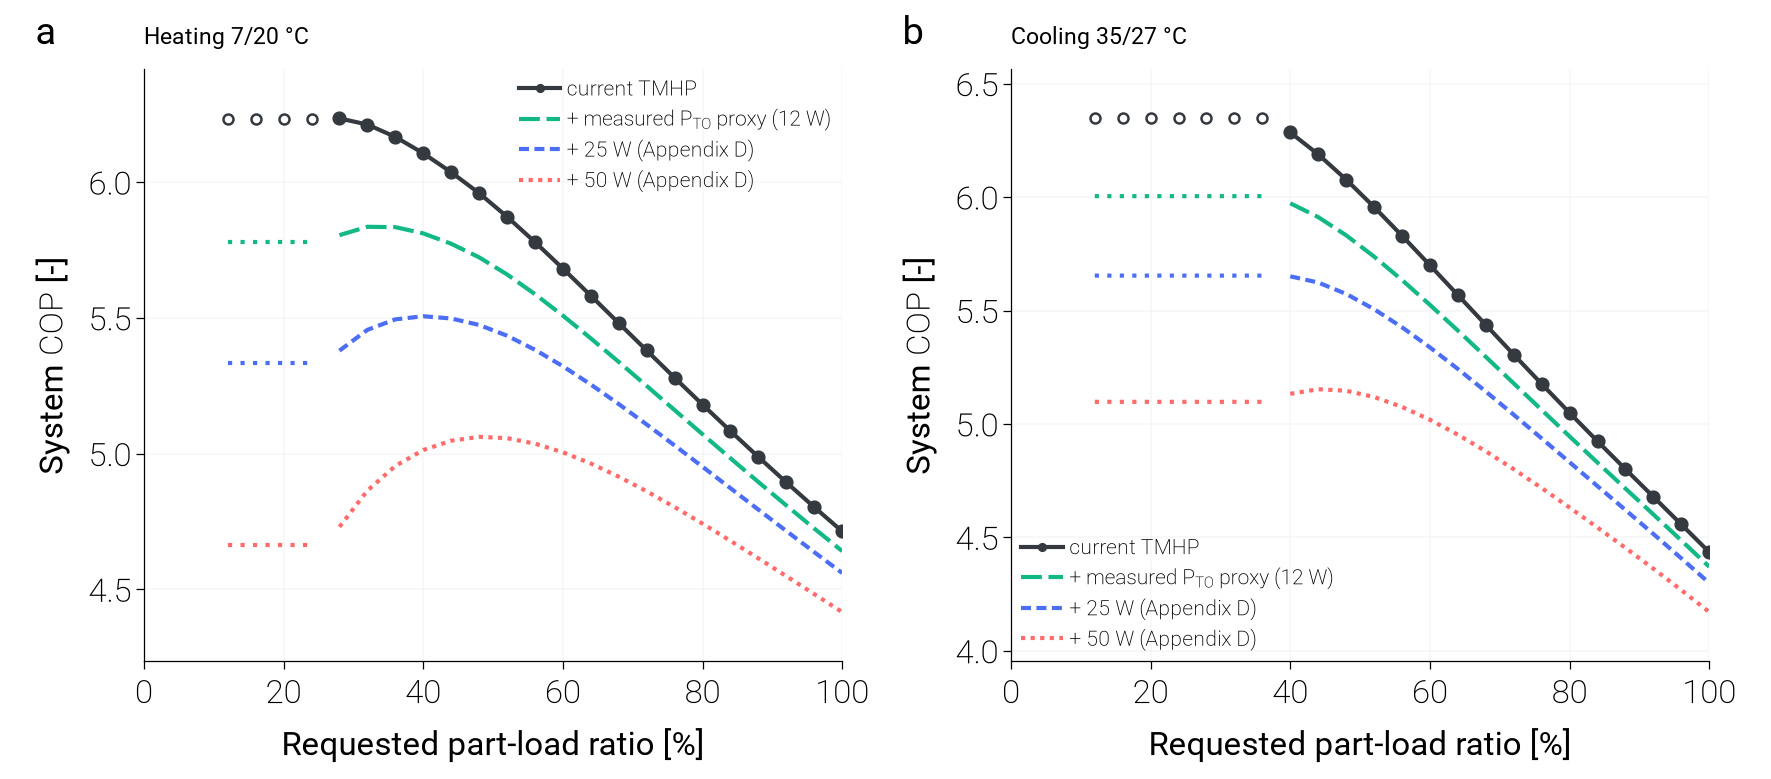 a
Heating 7/20 °C
current TMHP
+ measured P_TO proxy (12 W)
+ 25 W (Appendix D)
+ 50 W (Appendix D)
6.0
5.5
5.0
4.5
System COP [-]
0 20 40 60 80 100
Requested part-load ratio [%]
b
Cooling 35/27 °C
6.5
6.0
5.5
5.0
4.5
4.0
System COP [-]
current TMHP
+ measured P_TO proxy (12 W)
+ 25 W (Appendix D)
+ 50 W (Appendix D)
0 20 40 60 80 100
Requested part-load ratio [%]